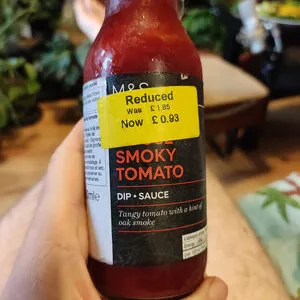 M&S
Reduced
Was £ 1.85
Now £ 0.93
SMOKY
TOMATO
DIP • SAUCE
Tangy tomato with a hint of
oak smoke